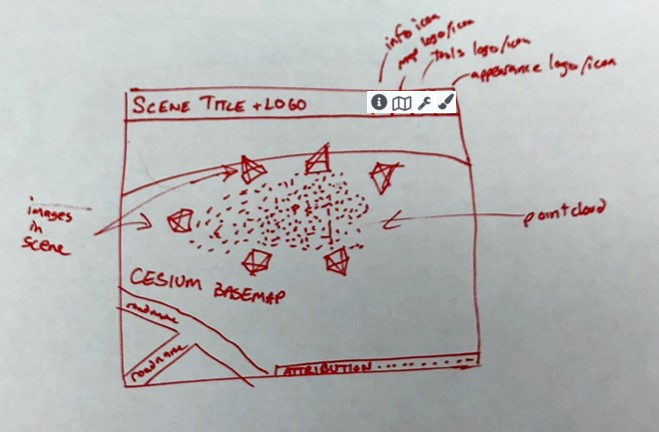 info icon
map logo/icon
tools logo/icon
appearance logo/icon
SCENE TITLE + LOGO
images
in
scene
pointcloud
CESIUM BASEMAP
roadname
roadname
ATTRIBUTION